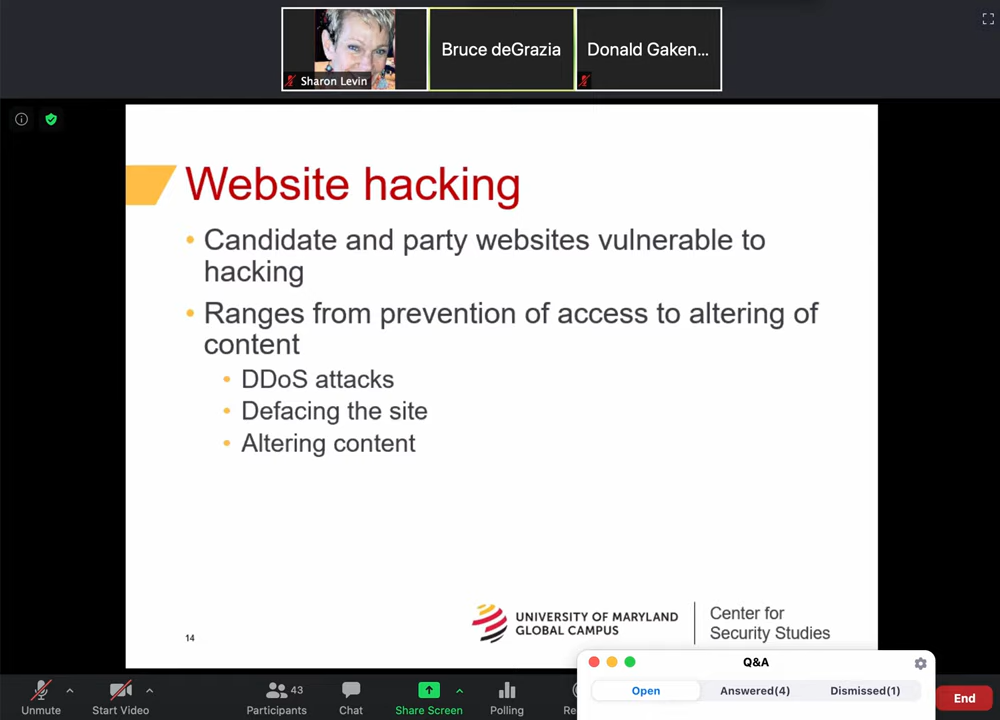 Sharon Levin
Bruce deGrazia
Donald Gaken...
Website hacking
• Candidate and party websites vulnerable to
hacking
• Ranges from prevention of access to altering of
content
• DDoS attacks
• Defacing the site
• Altering content
14
UNIVERSITY OF MARYLAND
GLOBAL CAMPUS
Center for
Security Studies
Q&A
Open
Answered(4)
Dismissed(1)
Unmute
Start Video
43
Participants
Chat
Share Screen
Polling
Re
End